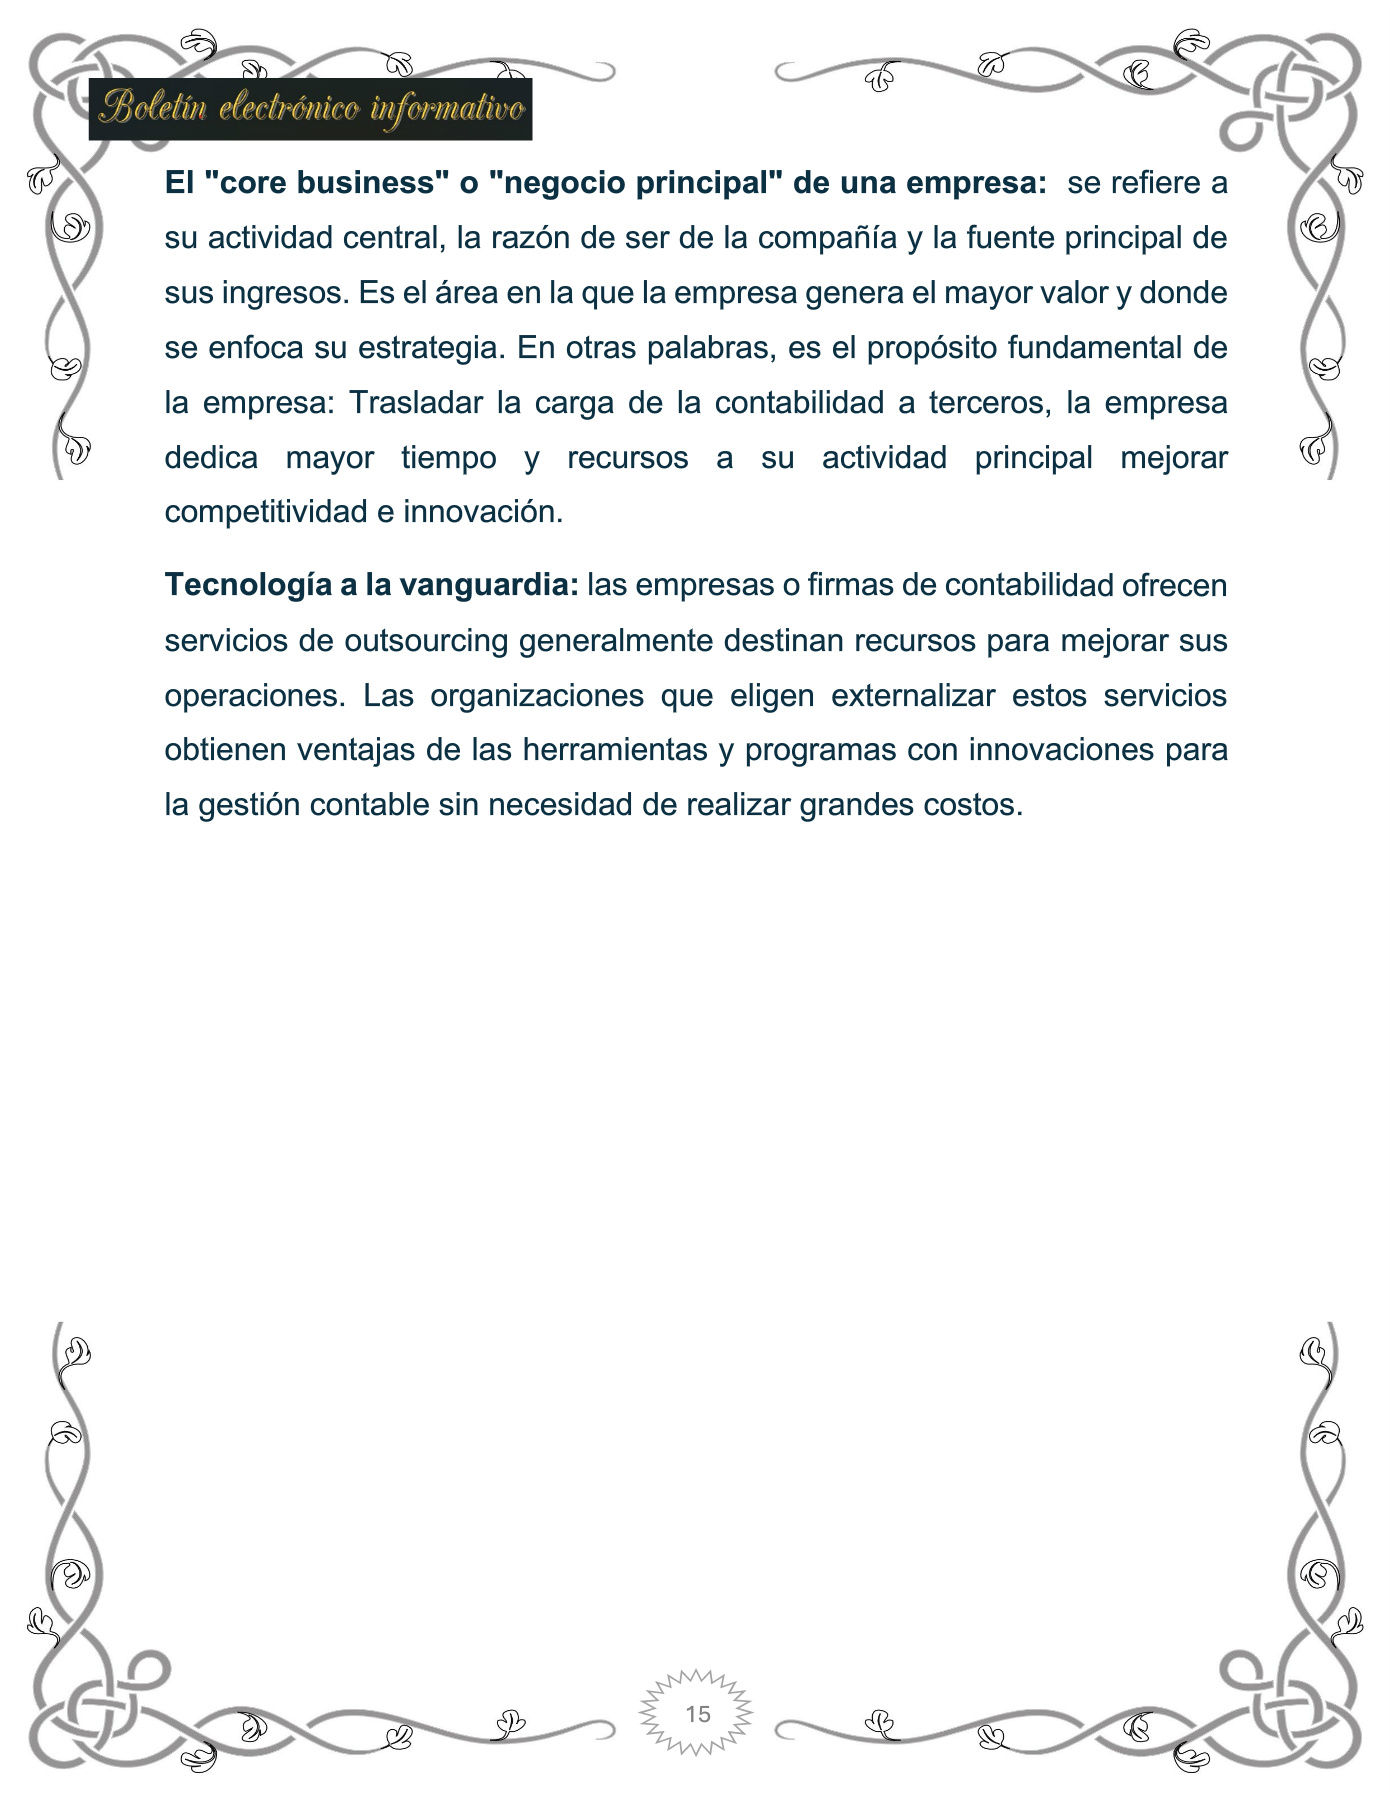 Boletín electrónico informativo
El "core business" o "negocio principal" de una empresa: se refiere a
su actividad central, la razón de ser de la compañía y la fuente principal de
sus ingresos. Es el área en la que la empresa genera el mayor valor y donde
se enfoca su estrategia. En otras palabras, es el propósito fundamental de
la empresa: Trasladar la carga de la contabilidad a terceros, la empresa
dedica mayor tiempo y recursos a su actividad principal mejorar
competitividad e innovación.
Tecnología a la vanguardia: las empresas o firmas de contabilidad ofrecen
servicios de outsourcing generalmente destinan recursos para mejorar sus
operaciones. Las organizaciones que eligen externalizar estos servicios
obtienen ventajas de las herramientas y programas con innovaciones para
la gestión contable sin necesidad de realizar grandes costos.
15